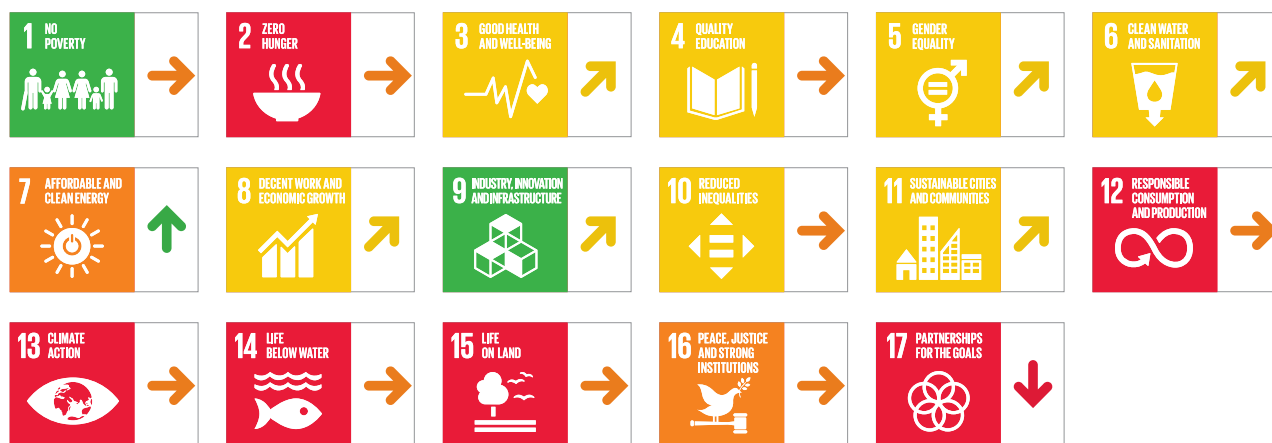 1 NO
POVERTY
2 ZERO
HUNGER
3 GOOD HEALTH
AND WELL-BEING
4 QUALITY
EDUCATION
5 GENDER
EQUALITY
6 CLEAN WATER
AND SANITATION
7 AFFORDABLE AND
CLEAN ENERGY
8 DECENT WORK AND
ECONOMIC GROWTH
9 INDUSTRY, INNOVATION
AND INFRASTRUCTURE
10 REDUCED
INEQUALITIES
11 SUSTAINABLE CITIES
AND COMMUNITIES
12 RESPONSIBLE
CONSUMPTION
AND PRODUCTION
13 CLIMATE
ACTION
14 LIFE
BELOW WATER
15 LIFE
ON LAND
16 PEACE, JUSTICE
AND STRONG
INSTITUTIONS
17 PARTNERSHIPS
FOR THE GOALS